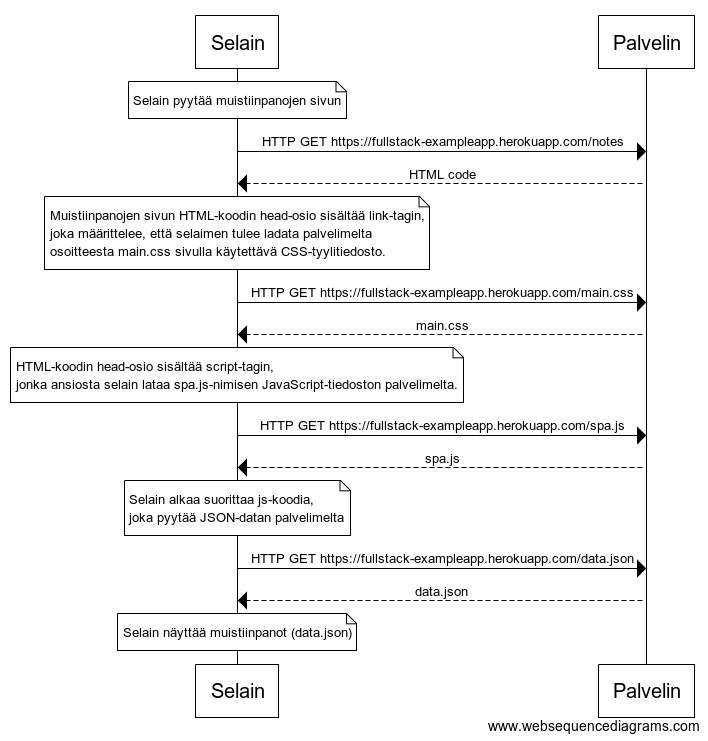 Selain
Palvelin
Selain pyytää muistiinpanojen sivun
HTTP GET https://fullstack-exampleapp.herokuapp.com/notes
HTML code
Muistiinpanojen sivun HTML-koodin head-osio sisältää link-tagin,
joka määrittelee, että selaimen tulee ladata palvelimelta
osoitteesta main.css sivulla käytettävä CSS-tyylitiedosto.
HTTP GET https://fullstack-exampleapp.herokuapp.com/main.css
main.css
HTML-koodin head-osio sisältää script-tagin,
jonka ansiosta selain lataa spa.js-nimisen JavaScript-tiedoston palvelimelta.
HTTP GET https://fullstack-exampleapp.herokuapp.com/spa.js
spa.js
Selain alkaa suorittaa js-koodia,
joka pyytää JSON-datan palvelimelta
HTTP GET https://fullstack-exampleapp.herokuapp.com/data.json
data.json
Selain näyttää muistiinpanot (data.json)
Selain
Palvelin
www.websequencediagrams.com